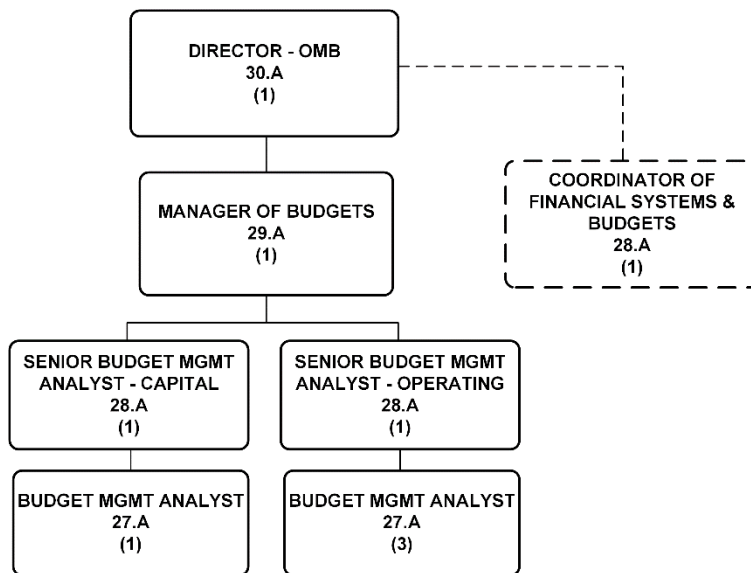 DIRECTOR - OMB
30.A
(1)
COORDINATOR OF
FINANCIAL SYSTEMS &
BUDGETS
28.A
(1)
MANAGER OF BUDGETS
29.A
(1)
SENIOR BUDGET MGMT
ANALYST - CAPITAL
28.A
(1)
SENIOR BUDGET MGMT
ANALYST - OPERATING
28.A
(1)
BUDGET MGMT ANALYST
27.A
(1)
BUDGET MGMT ANALYST
27.A
(3)